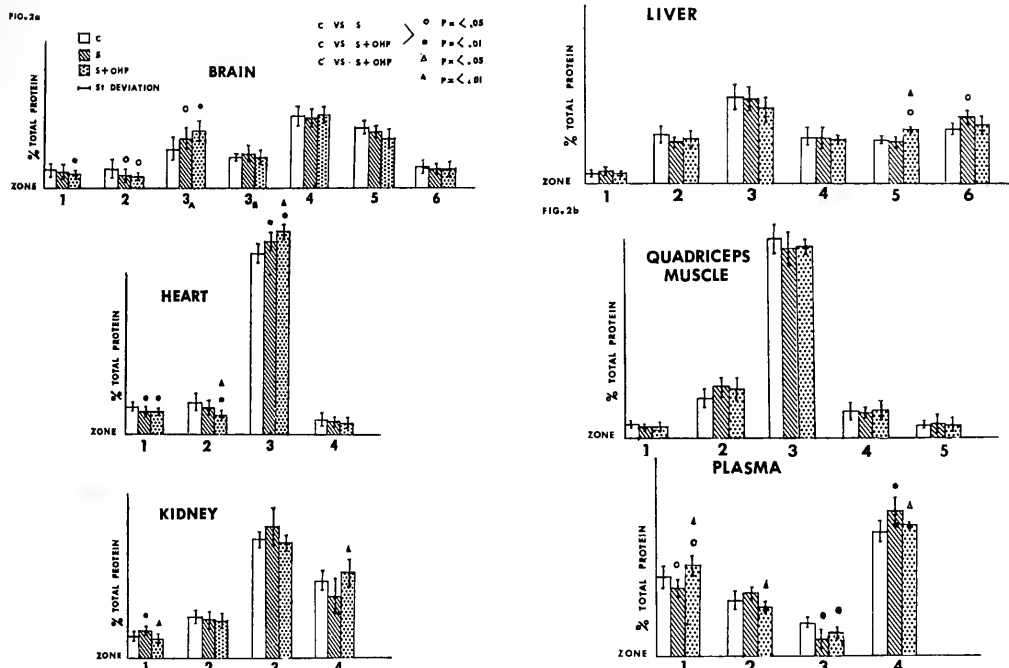 FIG.2a
C
S
S+OHP
St DEVIATION
C VS S
C VS S+OHP
C VS S+OHP
P=<.05
P=<.01
P=<.05
P=<.01
BRAIN
% TOTAL PROTEIN
ZONE
1 2 3A 3B 4 5 6
HEART
% TOTAL PROTEIN
ZONE
1 2 3 4
KIDNEY
% TOTAL PROTEIN
ZONE
1 2 3 4
LIVER
% TOTAL PROTEIN
ZONE
1 2 3 4 5 6
FIG.2b
QUADRICEPS
MUSCLE
% TOTAL PROTEIN
ZONE
1 2 3 4 5
PLASMA
% TOTAL PROTEIN
ZONE
1 2 3 4